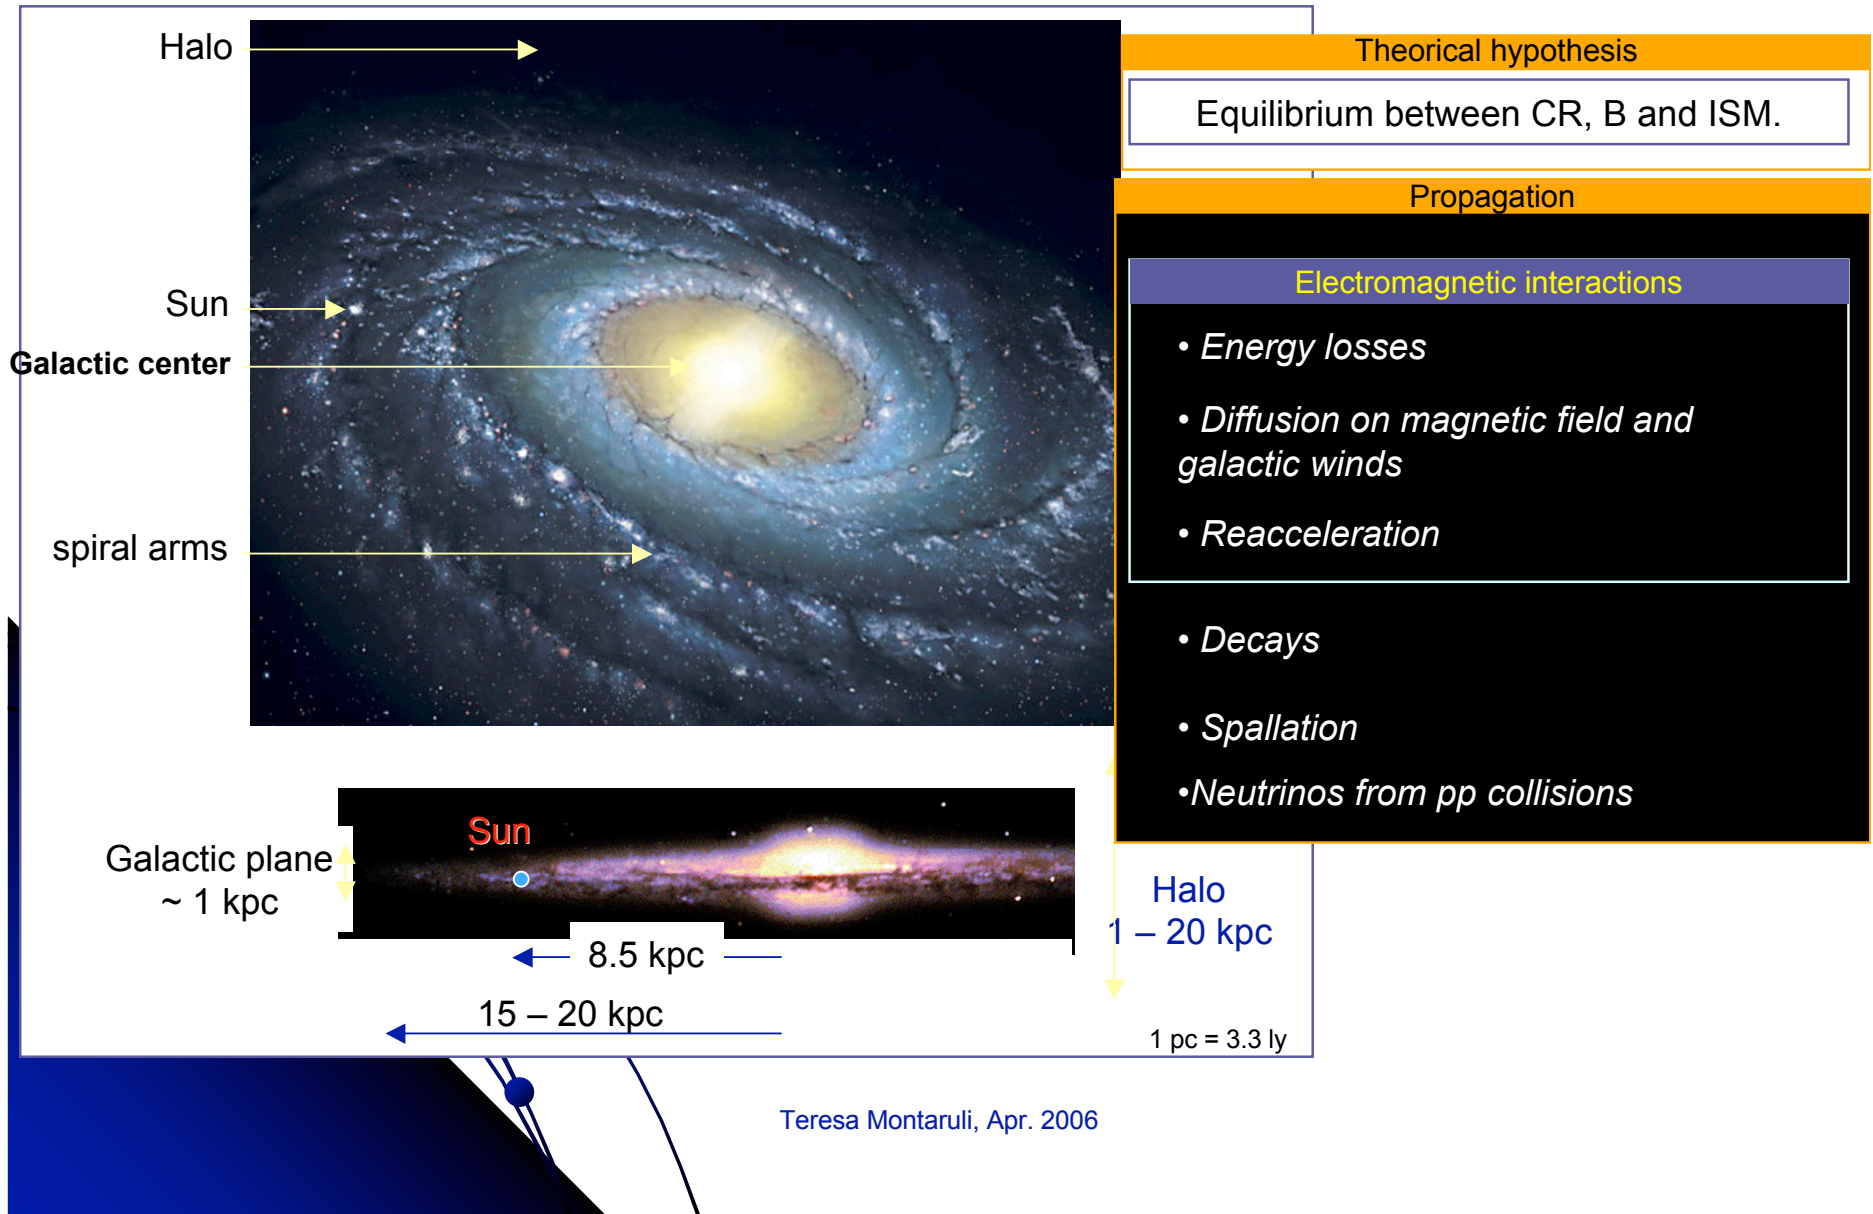 Halo
Sun
Galactic center
spiral arms
Theorical hypothesis
Equilibrium between CR, B and ISM.
Propagation
Electromagnetic interactions
• Energy losses
• Diffusion on magnetic field and
galactic winds
• Reacceleration
• Decays
• Spallation
•Neutrinos from pp collisions
Sun
Galactic plane
~ 1 kpc
Halo
1 – 20 kpc
8.5 kpc
15 – 20 kpc
1 pc = 3.3 ly
Teresa Montaruli, Apr. 2006